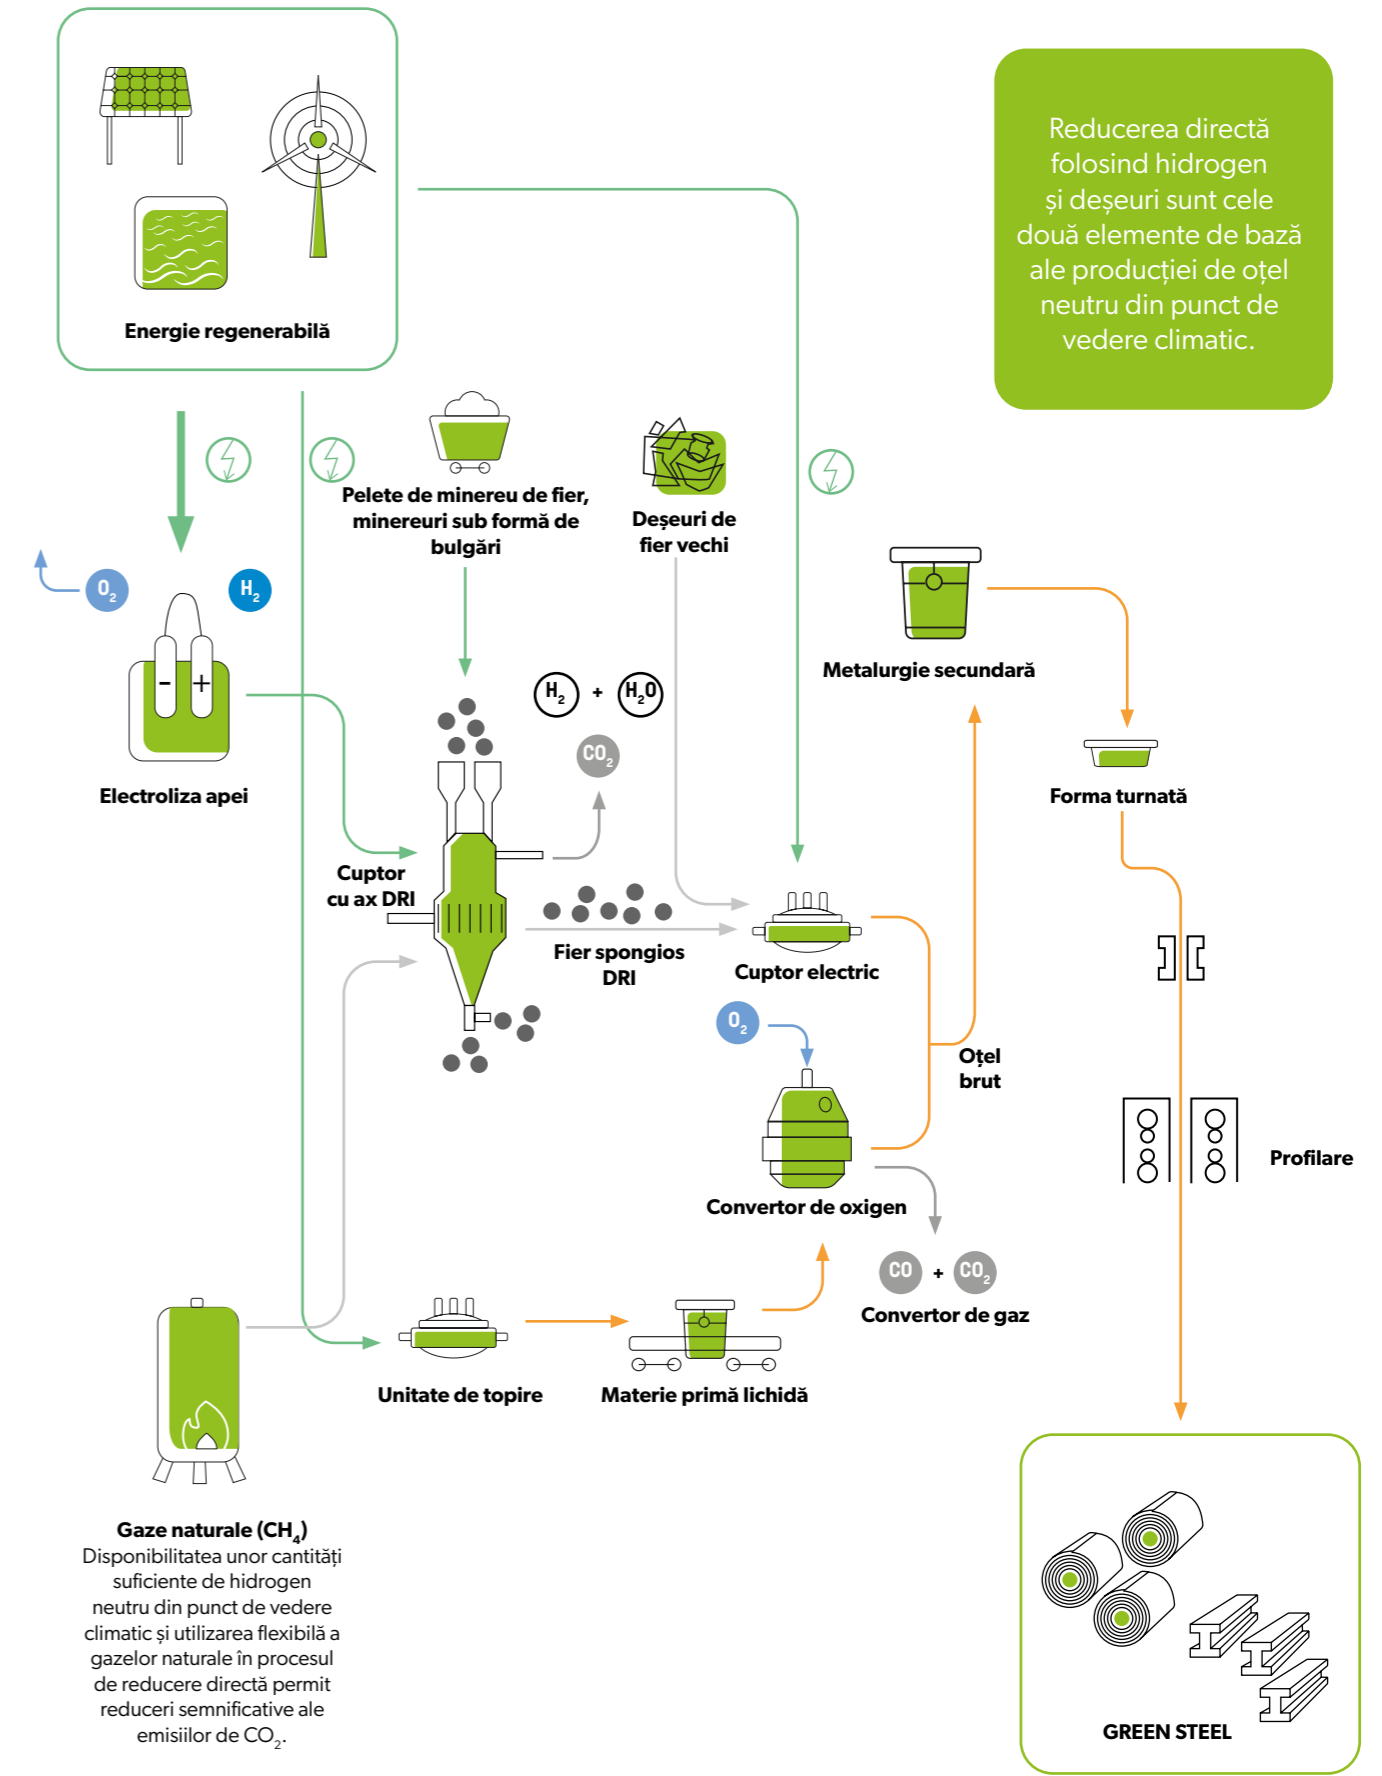 Reducerea directă
folosind hidrogen
și deșeuri sunt cele
două elemente de bază
ale producției de oțel
neutru din punct de
vedere climatic.
Energie regenerabilă
Pelete de minereu de fier,
minereuri sub formă de
bulgări
Deșeuri de
fier vechi
O₂
H₂
- +
Electroliza apei
H₂ + H₂O
CO₂
Metalurgie secundară
Forma turnată
Cuptor
cu ax DRI
Fier spongios
DRI
Cuptor electric
O₂
Oțel
brut
Convertor de oxigen
Profilare
CO + CO₂
Convertor de gaz
Unitate de topire
Materie primă lichidă
Gaze naturale (CH₄)
Disponibilitatea unor cantități
suficiente de hidrogen
neutru din punct de vedere
climatic și utilizarea flexibilă a
gazelor naturale în procesul
de reducere directă permit
reduceri semnificative ale
emisiilor de CO₂.
GREEN STEEL